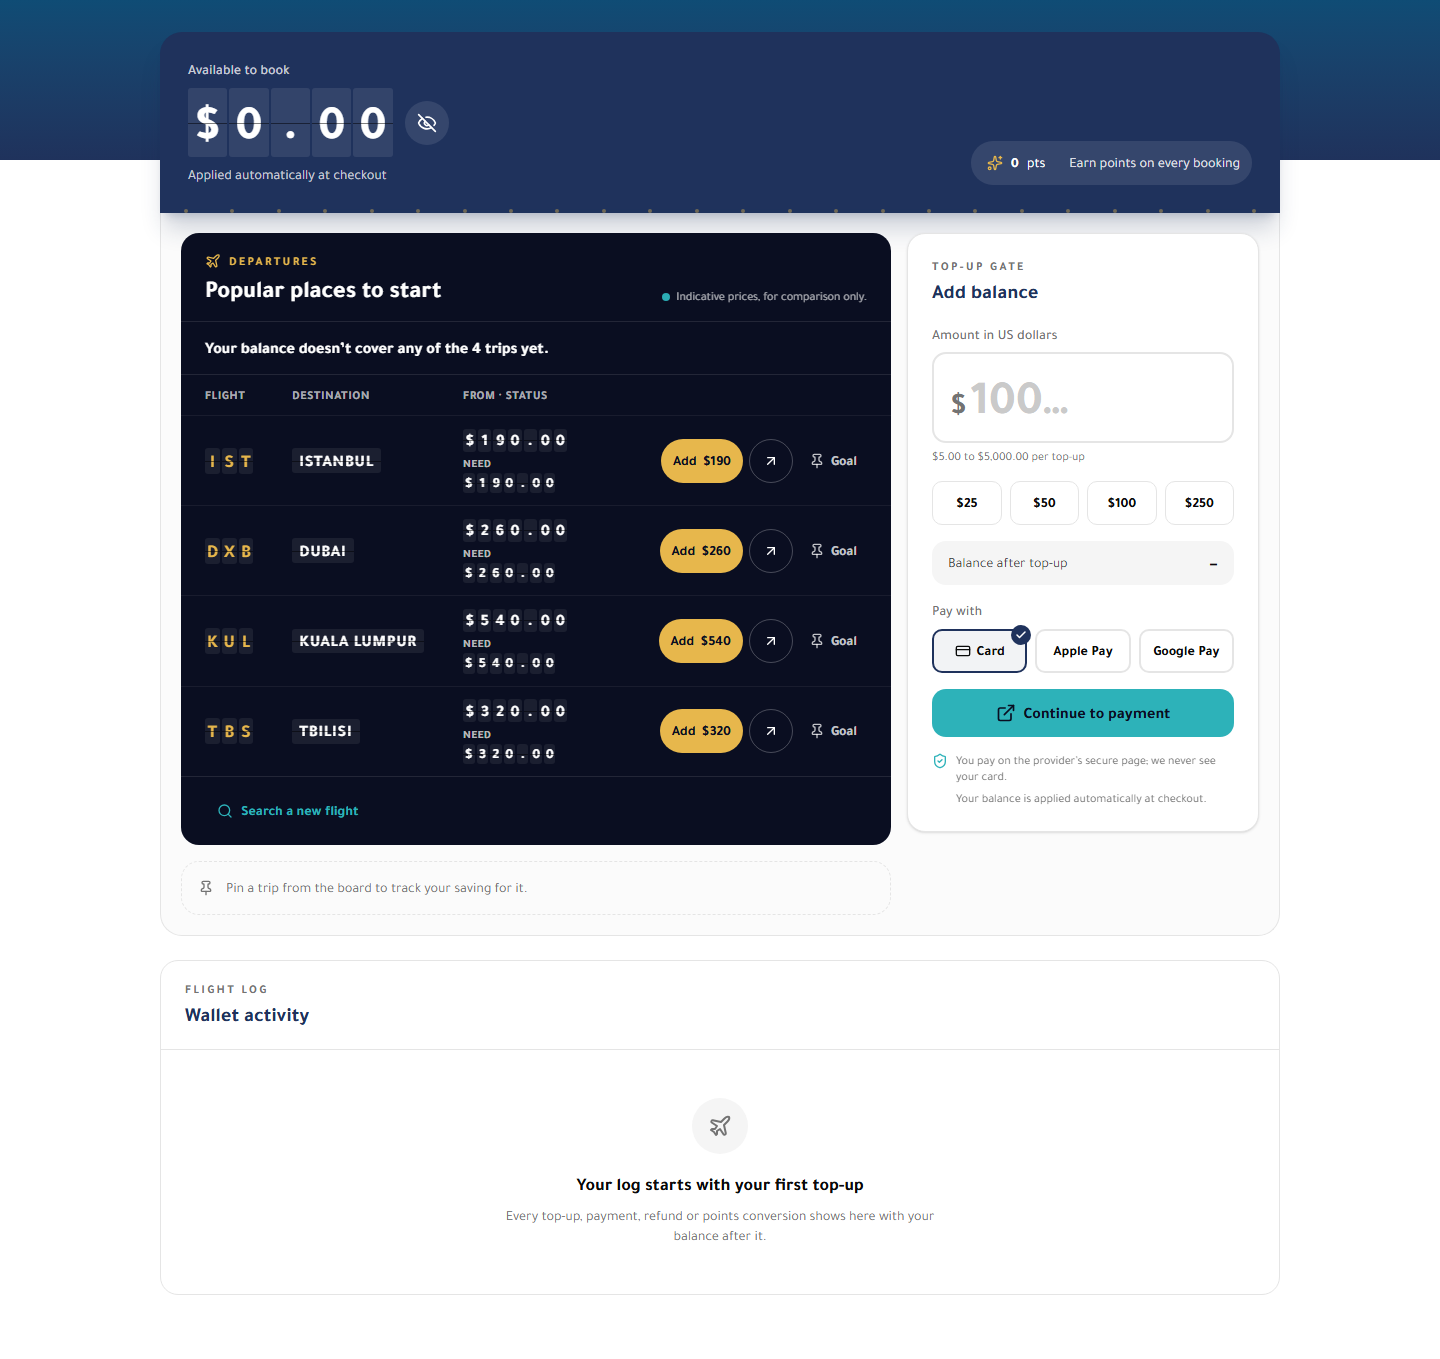 Available to book
$0.00
Applied automatically at checkout
0 pts Earn points on every booking
DEPARTURES
Popular places to start
Indicative prices, for comparison only.
Your balance doesn't cover any of the 4 trips yet.
FLIGHT DESTINATION FROM · STATUS
IST ISTANBUL $190.00 NEED $190.00 Add $190 Goal
DXB DUBAI $260.00 NEED $260.00 Add $260 Goal
KUL KUALA LUMPUR $540.00 NEED $540.00 Add $540 Goal
TBS TBILISI $320.00 NEED $320.00 Add $320 Goal
Search a new flight
Pin a trip from the board to track your saving for it.
TOP-UP GATE
Add balance
Amount in US dollars
$100...
$5.00 to $5,000.00 per top-up
$25 $50 $100 $250
Balance after top-up –
Pay with
Card Apple Pay Google Pay
Continue to payment
You pay on the provider's secure page; we never see
your card.
Your balance is applied automatically at checkout.
FLIGHT LOG
Wallet activity
Your log starts with your first top-up
Every top-up, payment, refund or points conversion shows here with your
balance after it.